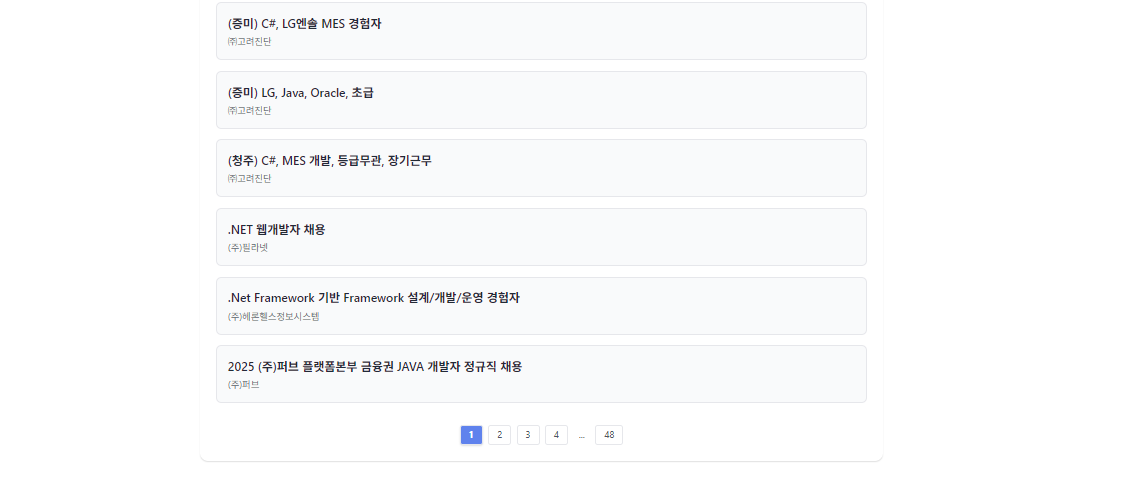 (증미) C#, LG엔솔 MES 경험자
㈜고려진단
(증미) LG, Java, Oracle, 초급
㈜고려진단
(청주) C#, MES 개발, 등급무관, 장기근무
㈜고려진단
.NET 웹개발자 채용
(주)필라넷
.Net Framework 기반 Framework 설계/개발/운영 경험자
(주)헤론헬스정보시스템
2025 (주)퍼브 플랫폼본부 금융권 JAVA 개발자 정규직 채용
(주)퍼브
1 2 3 4 ... 48